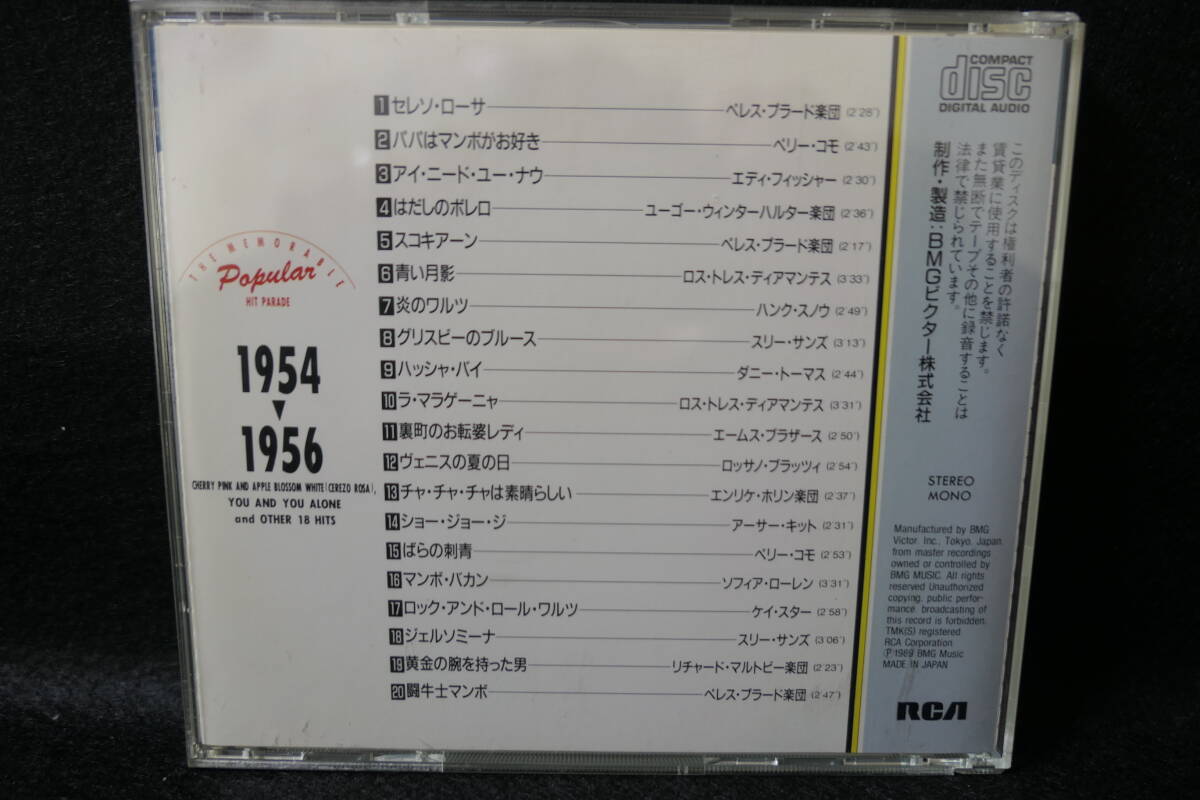 THE MEMORABLE
Popular
HIT PARADE
1954
▼
1956
CHERRY PINK AND APPLE BLOSSOM WHITE (CEREZO ROSA),
YOU AND YOU ALONE
and OTHER 18 HITS
1 セレソ・ローサ ペレス・プラード楽団 (2'28")
2 パパはマンボがお好き ペリー・コモ (2'43")
3 アイ・ニード・ユー・ナウ エディ・フィッシャー (2'30")
4 はだしのボレロ ユーゴー・ウィンターハルター楽団 (2'36")
5 スコキアーン ペレス・プラード楽団 (2'17")
6 青い月影 ロス・トレス・ディアマンテス (3'33")
7 炎のワルツ ハンク・スノウ (2'49")
8 グリスビーのブルース スリー・サンズ (3'13")
9 ハッシャ・バイ ダニー・トーマス (2'44")
10 ラ・マラゲーニャ ロス・トレス・ディアマンテス (3'31")
11 裏町のお転婆レディ エームス・ブラザース (2'50")
12 ヴェニスの夏の日 ロッサノ・ブラッツィ (2'54")
13 チャ・チャ・チャは素晴らしい エンリケ・ホリン楽団 (2'37")
14 ショー・ジョー・ジ アーサー・キット (2'31")
15 ばらの刺青 ペリー・コモ (2'53")
16 マンボ・バカン ソフィア・ローレン (3'31")
17 ロック・アンド・ロール・ワルツ ケイ・スター (2'58")
18 ジェルソミーナ スリー・サンズ (3'06")
19 黄金の腕を持った男 リチャード・マルトビー楽団 (2'23")
20 闘牛士マンボ ペレス・プラード楽団 (2'47")
COMPACT
disc
DIGITAL AUDIO
このディスクは権利者の許諾なく
賃貸業に使用することを禁じます。
また無断でテープその他に録音することは
法律で禁じられています。
制作・製造：BMGビクター株式会社
STEREO
MONO
Manufactured by BMG
Victor. Inc., Tokyo, Japan.
from master recordings
owned or controlled by
BMG MUSIC. All rights
reserved Unauthorized
copying, public perfor-
mance, broadcasting of
this record is forbidden.
TMK(S) registered
RCA Corporation
Ⓟ1989 BMG Music
MADE IN JAPAN
RCA